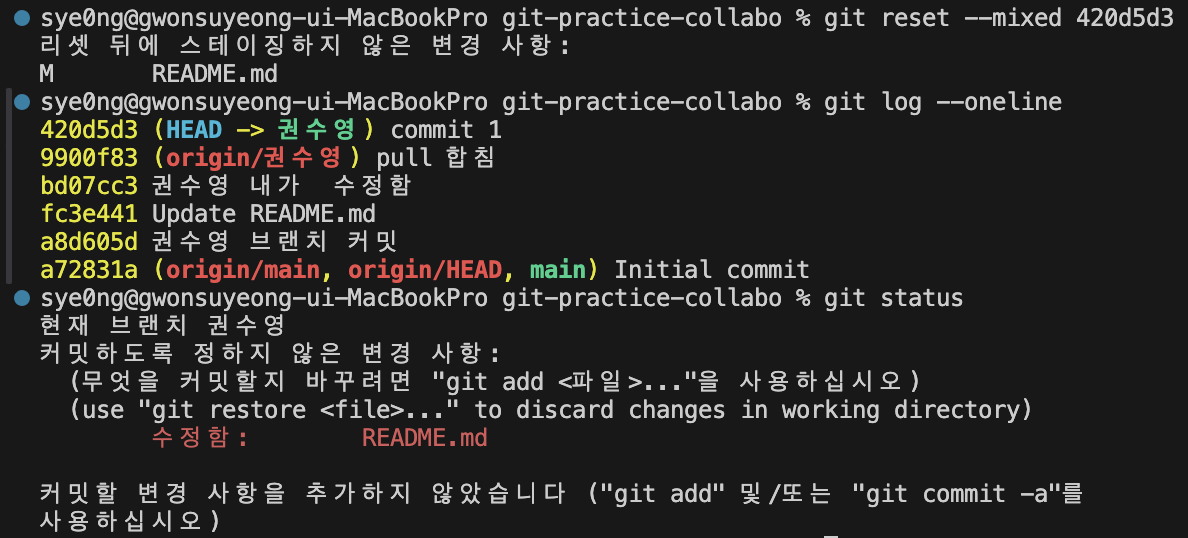 sye0ng@gwonsuyeong-ui-MacBookPro git-practice-collabo % git reset --mixed 420d5d3
리셋 뒤에 스테이징하지 않은 변경 사항:
M       README.md
sye0ng@gwonsuyeong-ui-MacBookPro git-practice-collabo % git log --oneline
420d5d3 (HEAD -> 권수영) commit 1
9900f83 (origin/권수영) pull 합침
bd07cc3 권수영 내가  수정함
fc3e441 Update README.md
a8d605d 권수영 브랜치 커밋
a72831a (origin/main, origin/HEAD, main) Initial commit
sye0ng@gwonsuyeong-ui-MacBookPro git-practice-collabo % git status
현재 브랜치 권수영
커밋하도록 정하지 않은 변경 사항:
  (무엇을 커밋할지 바꾸려면 "git add <파일>..."을 사용하십시오)
  (use "git restore <file>..." to discard changes in working directory)
        수정함:        README.md

커밋할 변경 사항을 추가하지 않았습니다 ("git add" 및/또는 "git commit -a"를
사용하십시오)